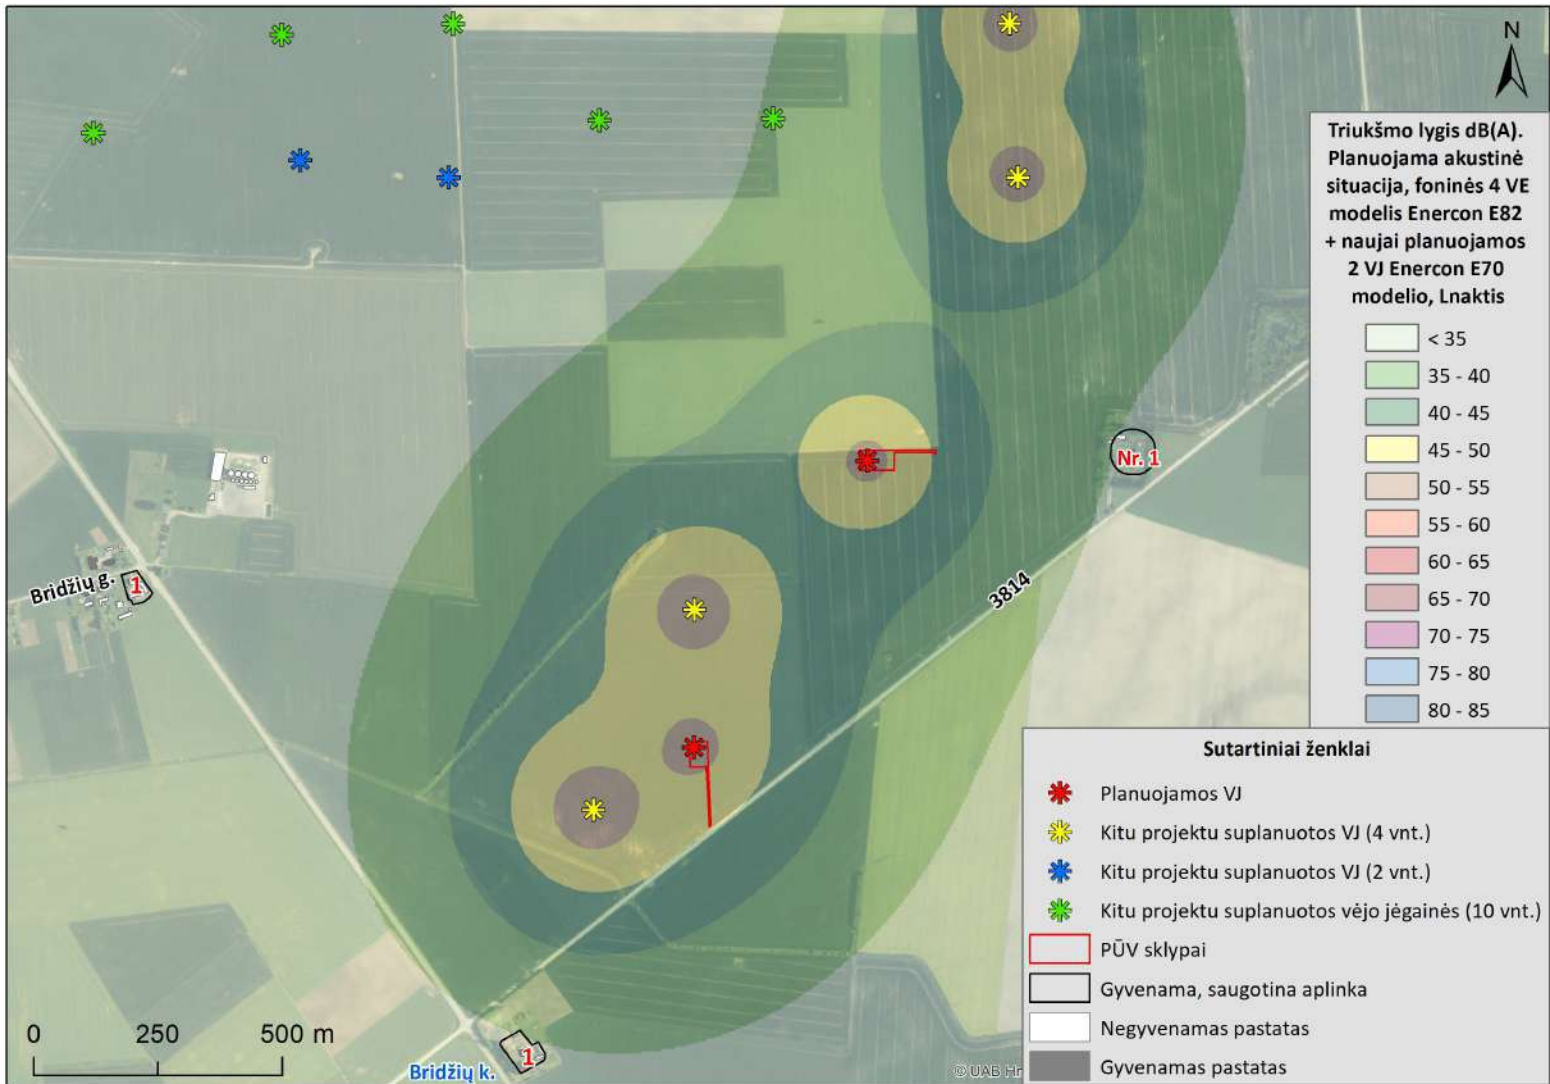 N
Triukšmo lygis dB(A).
Planuojama akustinė
situacija, foninės 4 VE
modelis Enercon E82
+ naujai planuojamos
2 VJ Enercon E70
modelio, Lnaktis
< 35
35 - 40
40 - 45
45 - 50
50 - 55
55 - 60
60 - 65
65 - 70
70 - 75
75 - 80
80 - 85
Nr. 1
3814
Bridžių g.
1
Sutartiniai ženklai
Planuojamos VJ
Kitu projektu suplanuotos VJ (4 vnt.)
Kitu projektu suplanuotos VJ (2 vnt.)
Kitu projektu suplanuotos vėjo jėgainės (10 vnt.)
PŪV sklypai
Gyvenama, saugotina aplinka
Negyvenamas pastatas
Gyvenamas pastatas
0 250 500 m
1
Bridžių k.
© UAB